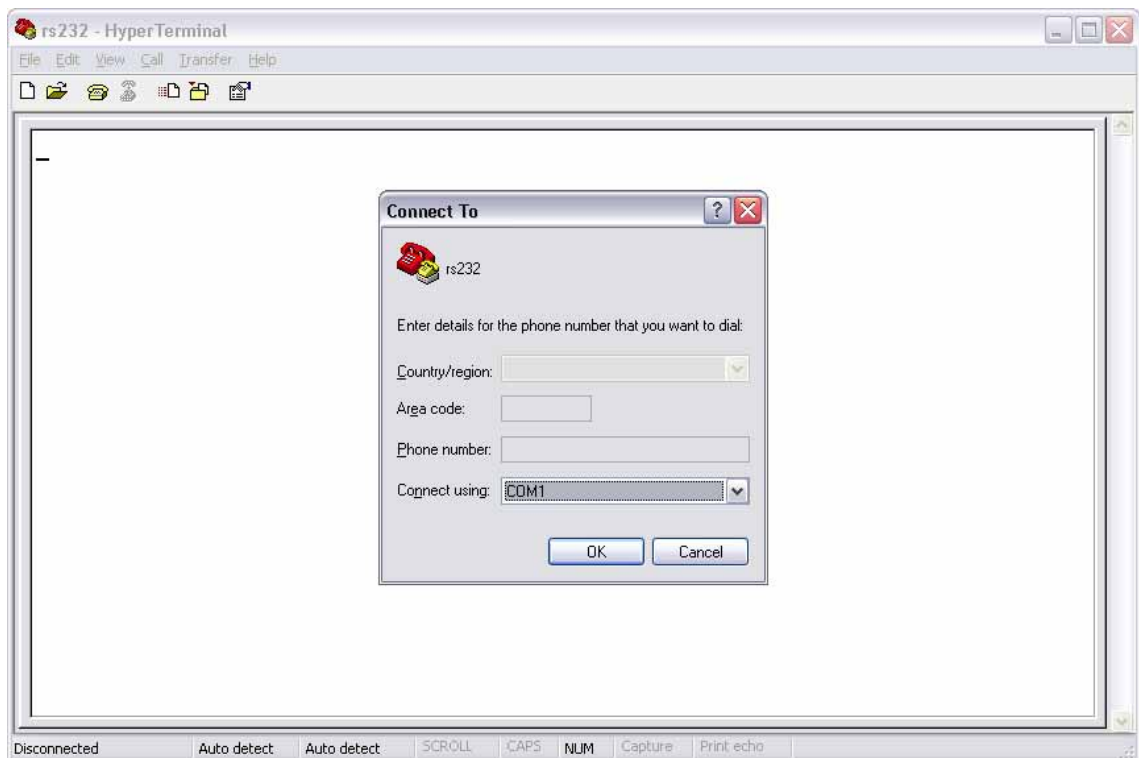 rs232 - HyperTerminal
File Edit View Call Transfer Help
Connect To
rs232
Enter details for the phone number that you want to dial:
Country/region:
Area code:
Phone number:
Connect using: COM1
OK Cancel
Disconnected Auto detect Auto detect SCROLL CAPS NUM Capture Print echo